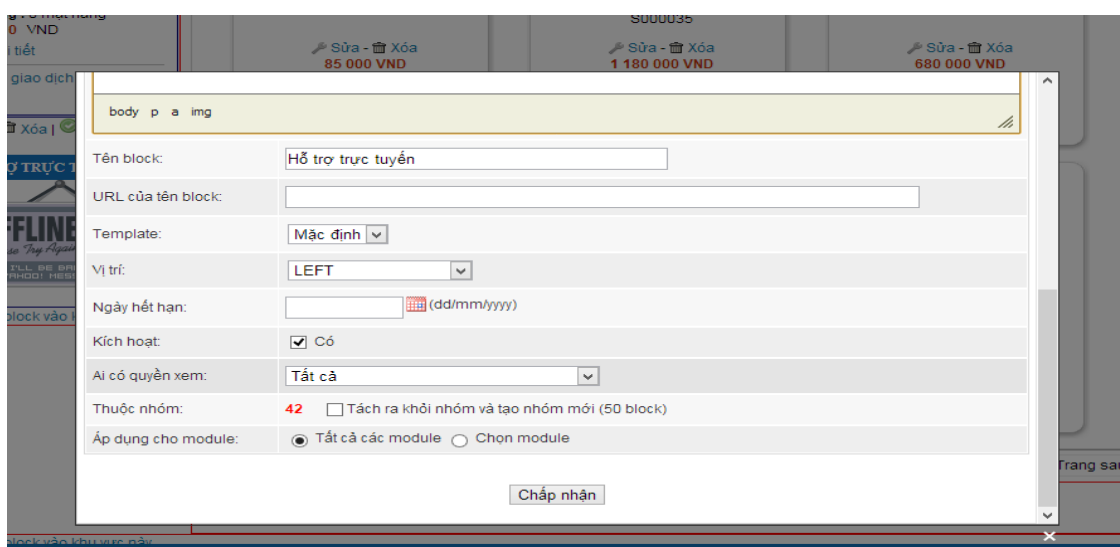 0 VND
S000035
i tiết
Sửa - Xóa
Sửa - Xóa
Sửa - Xóa
85 000 VND
1 180 000 VND
680 000 VND
giao dịch
body p a img
Xóa |
Tên block:
Hỗ trợ trực tuyến
URL của tên block:
Template:
Mặc định
Vị trí:
LEFT
Ngày hết hạn:
(dd/mm/yyyy)
Kích hoạt:
Có
Ai có quyền xem:
Tất cả
Thuộc nhóm:
42
Tách ra khỏi nhóm và tạo nhóm mới (50 block)
Áp dụng cho module:
Tất cả các module
Chọn module
Trang sau
Chấp nhận
block vào khu vực này